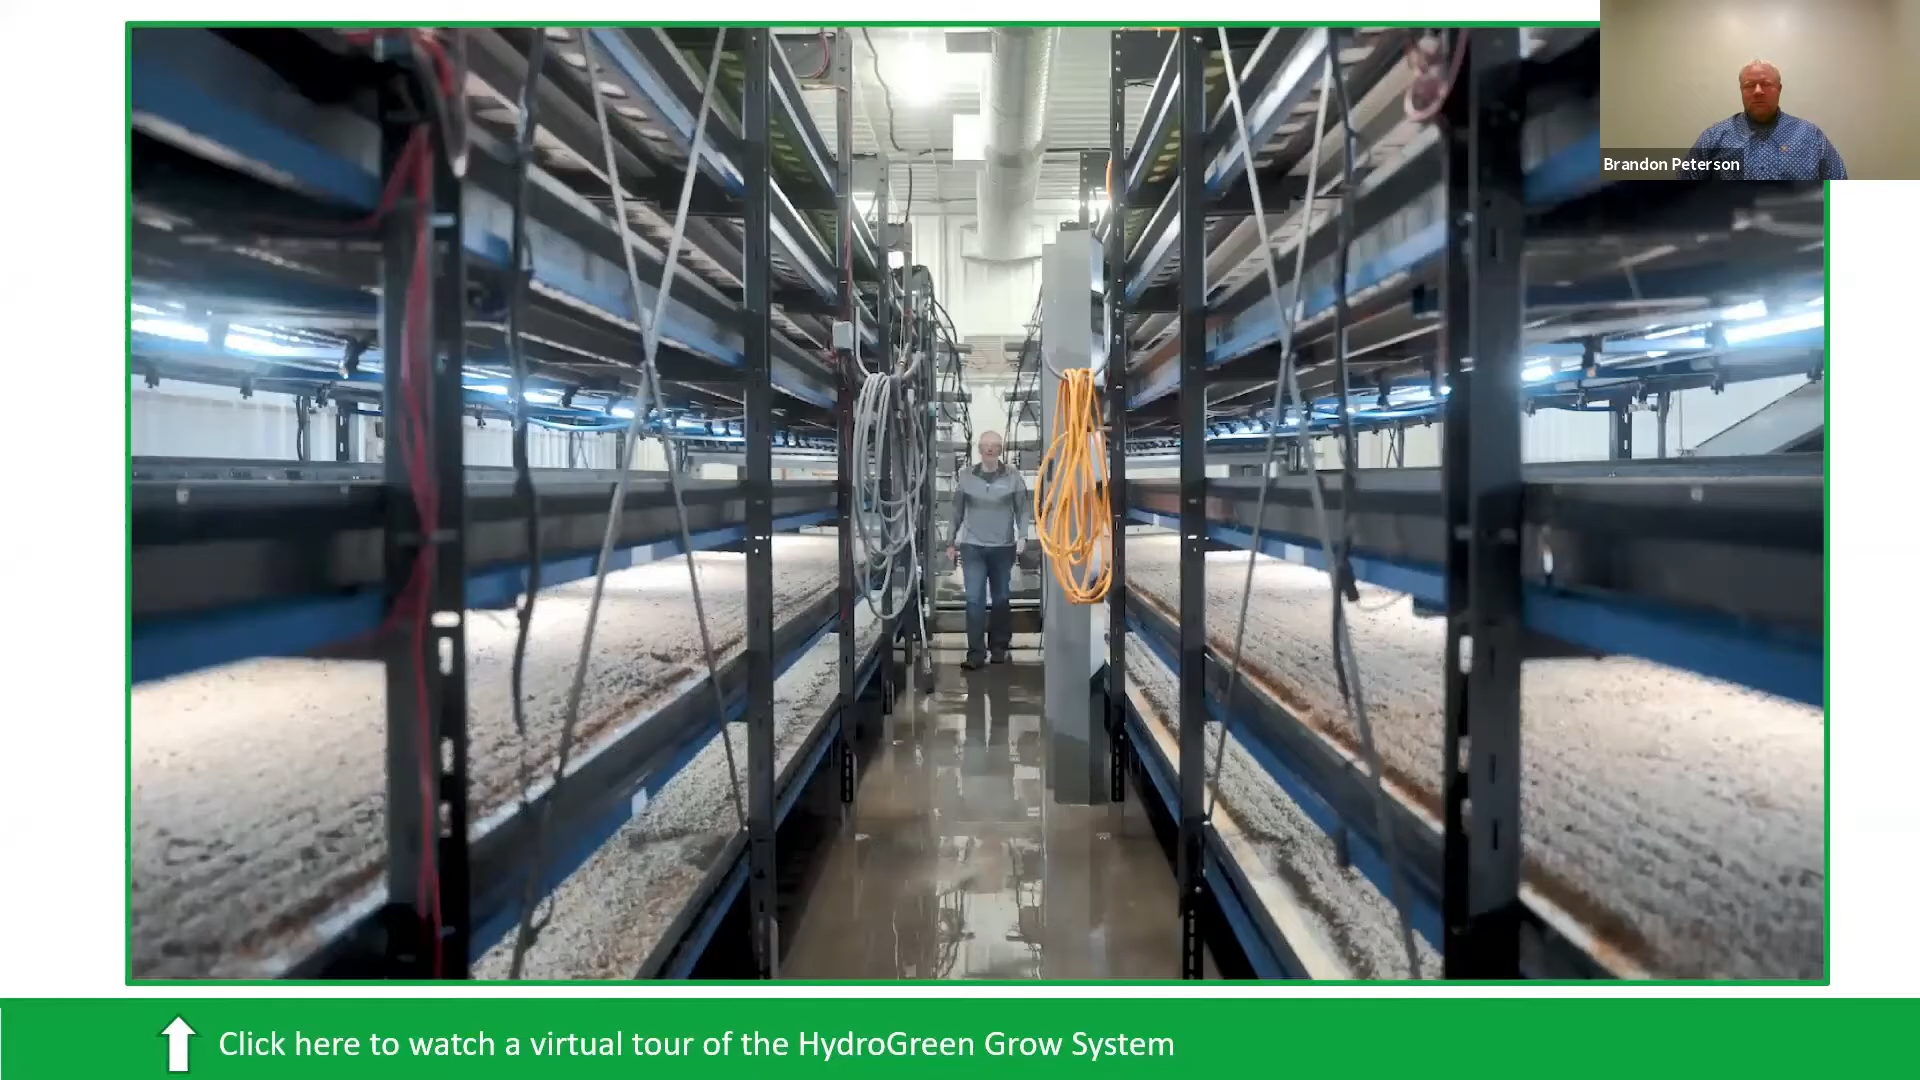 Brandon Peterson
Click here to watch a virtual tour of the HydroGreen Grow System